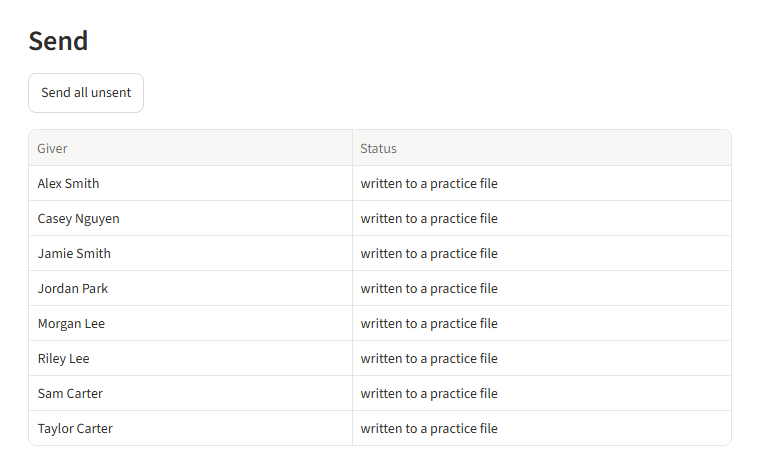 Send
Send all unsent
Giver Status
Alex Smith written to a practice file
Casey Nguyen written to a practice file
Jamie Smith written to a practice file
Jordan Park written to a practice file
Morgan Lee written to a practice file
Riley Lee written to a practice file
Sam Carter written to a practice file
Taylor Carter written to a practice file